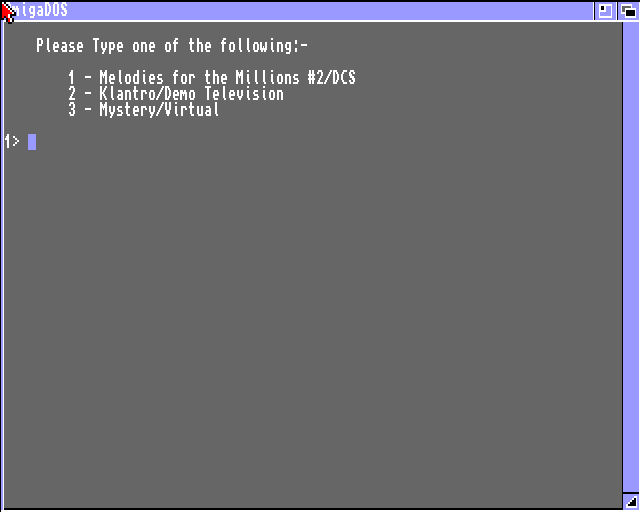 migaDOS
Please Type one of the following:-
1 - Melodies for the Millions #2/DCS
2 - Klantro/Demo Television
3 - Mystery/Virtual
1>